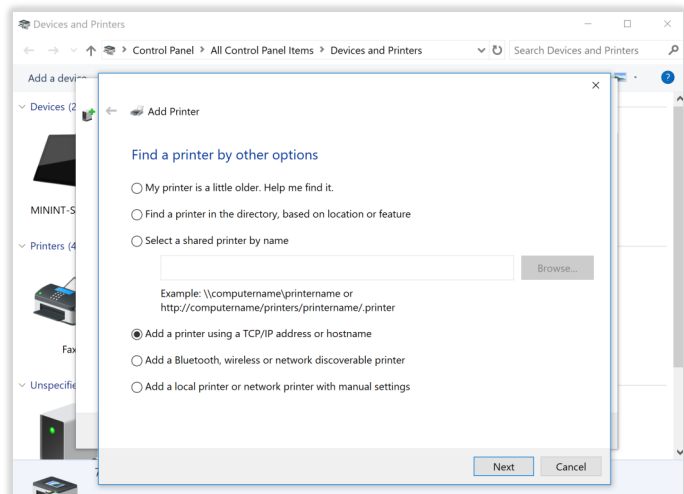 Devices and Printers
Control Panel > All Control Panel Items > Devices and Printers
Search Devices and Printers
Add a device
Devices (2
Add Printer
Find a printer by other options
My printer is a little older. Help me find it.
Find a printer in the directory, based on location or feature
MININT-S
Select a shared printer by name
Printers (4
Browse...
Example: \\computername\printername or
http://computername/printers/printername/.printer
Add a printer using a TCP/IP address or hostname
Fax
Add a Bluetooth, wireless or network discoverable printer
Unspecifie
Add a local printer or network printer with manual settings
Next
Cancel
7